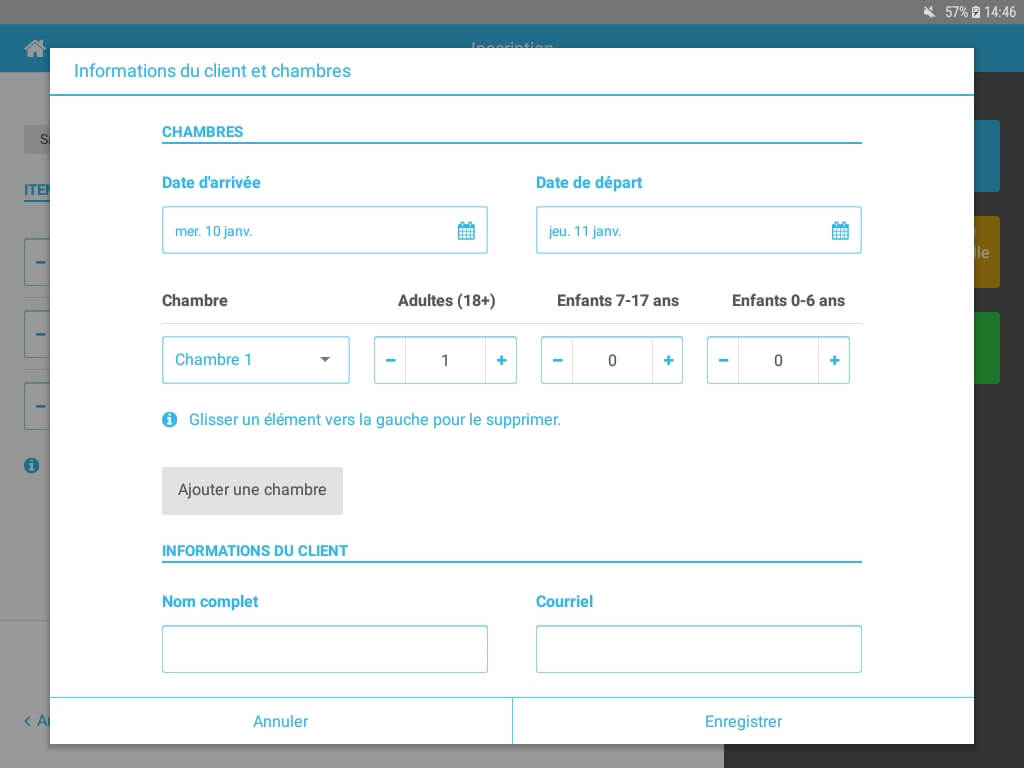 57% 14:46
Inscription
Informations du client et chambres
CHAMBRES
Date d'arrivée Date de départ
mer. 10 janv. jeu. 11 janv.
Chambre Adultes (18+) Enfants 7-17 ans Enfants 0-6 ans
Chambre 1 − 1 + − 0 + − 0 +
Glisser un élément vers la gauche pour le supprimer.
Ajouter une chambre
INFORMATIONS DU CLIENT
Nom complet Courriel
Annuler Enregistrer